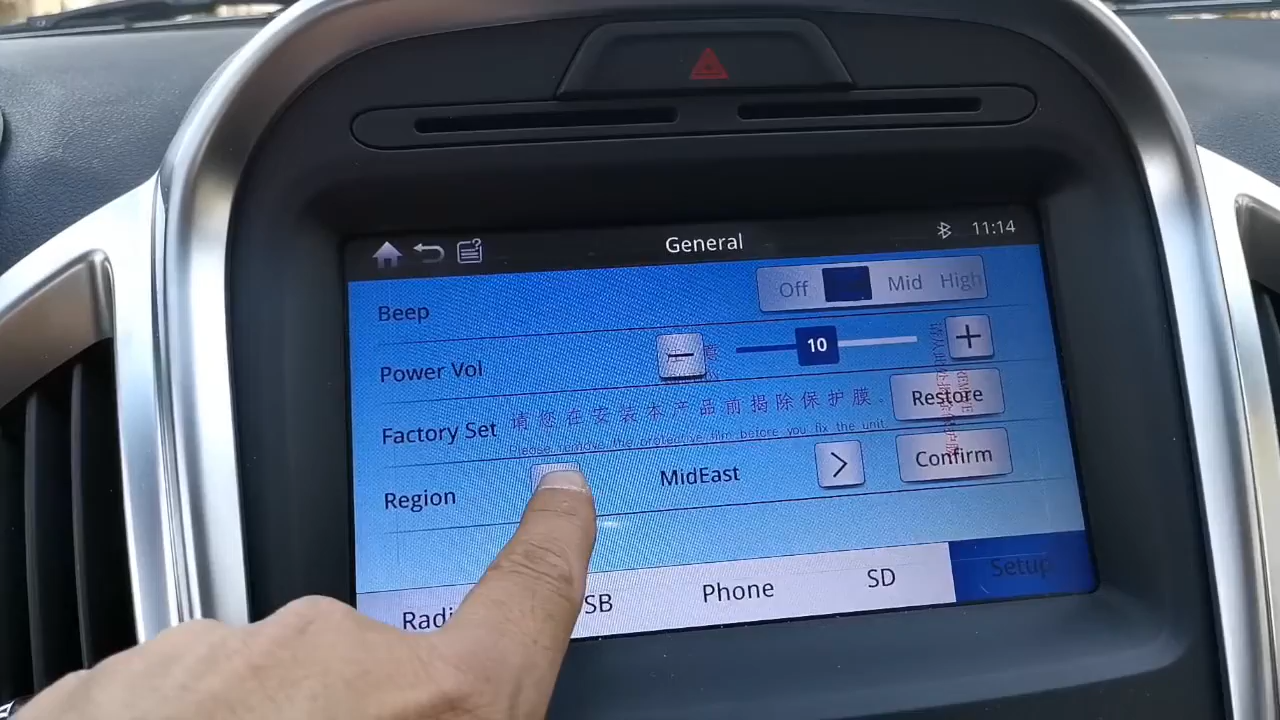 General
11:14
Beep
Off
Mid
High
Power Vol
10
Factory Set
请您在安装本产品前揭除保护膜。
Please remove the protective film before you fix the unit
Restore
Region
MidEast
Confirm
Phone
SD
Setup